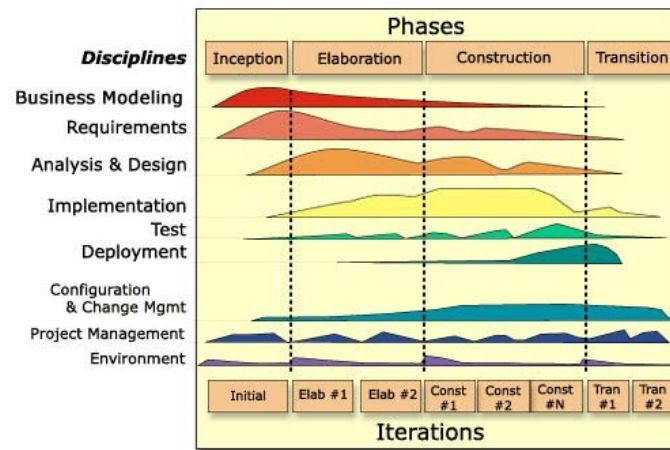 Phases
Disciplines
Inception
Elaboration
Construction
Transition
Business Modeling
Requirements
Analysis & Design
Implementation
Test
Deployment
Configuration
& Change Mgmt
Project Management
Environment
Initial
Elab #1
Elab #2
Const
#1
Const
#2
Const
#N
Tran
#1
Tran
#2
Iterations